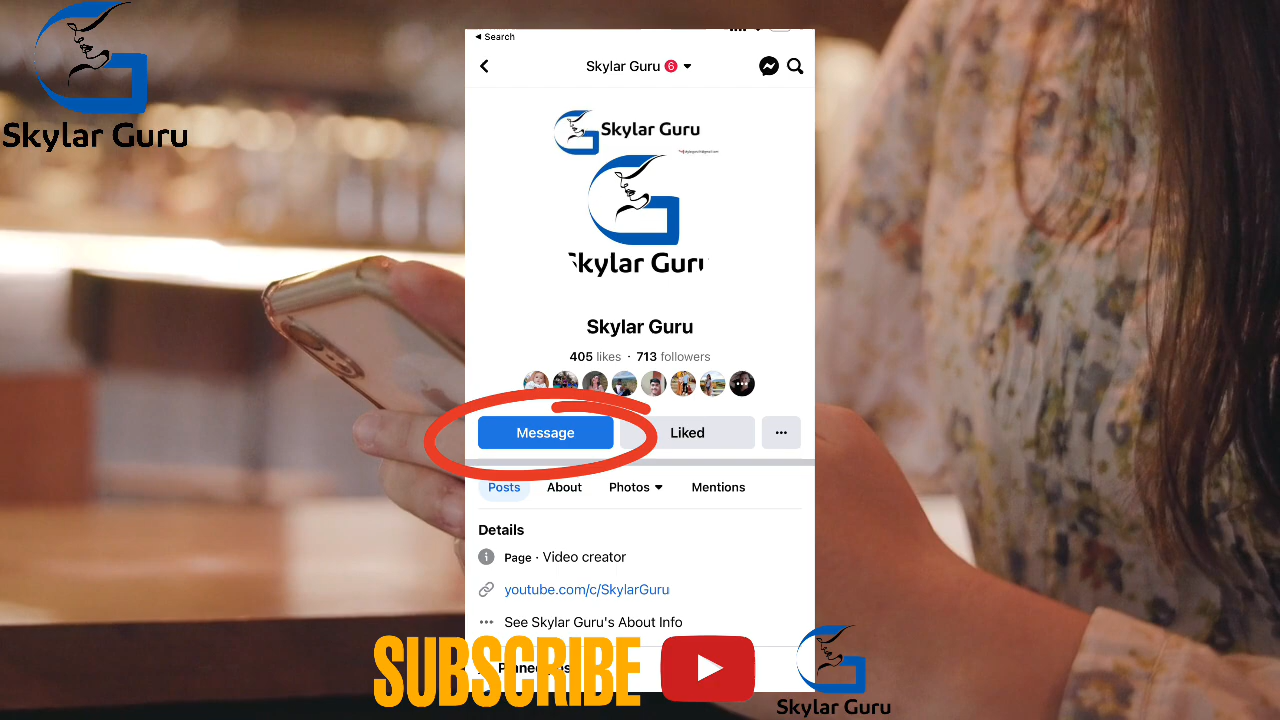 Skylar Guru
Search
Skylar Guru 6
Skylar Guru
Skylar Guru
Skylar Guru
405 likes · 713 followers
Message
Liked
Posts
About
Photos
Mentions
Details
Page · Video creator
youtube.com/c/SkylarGuru
See Skylar Guru's About Info
SUBSCRIBE
Skylar Guru